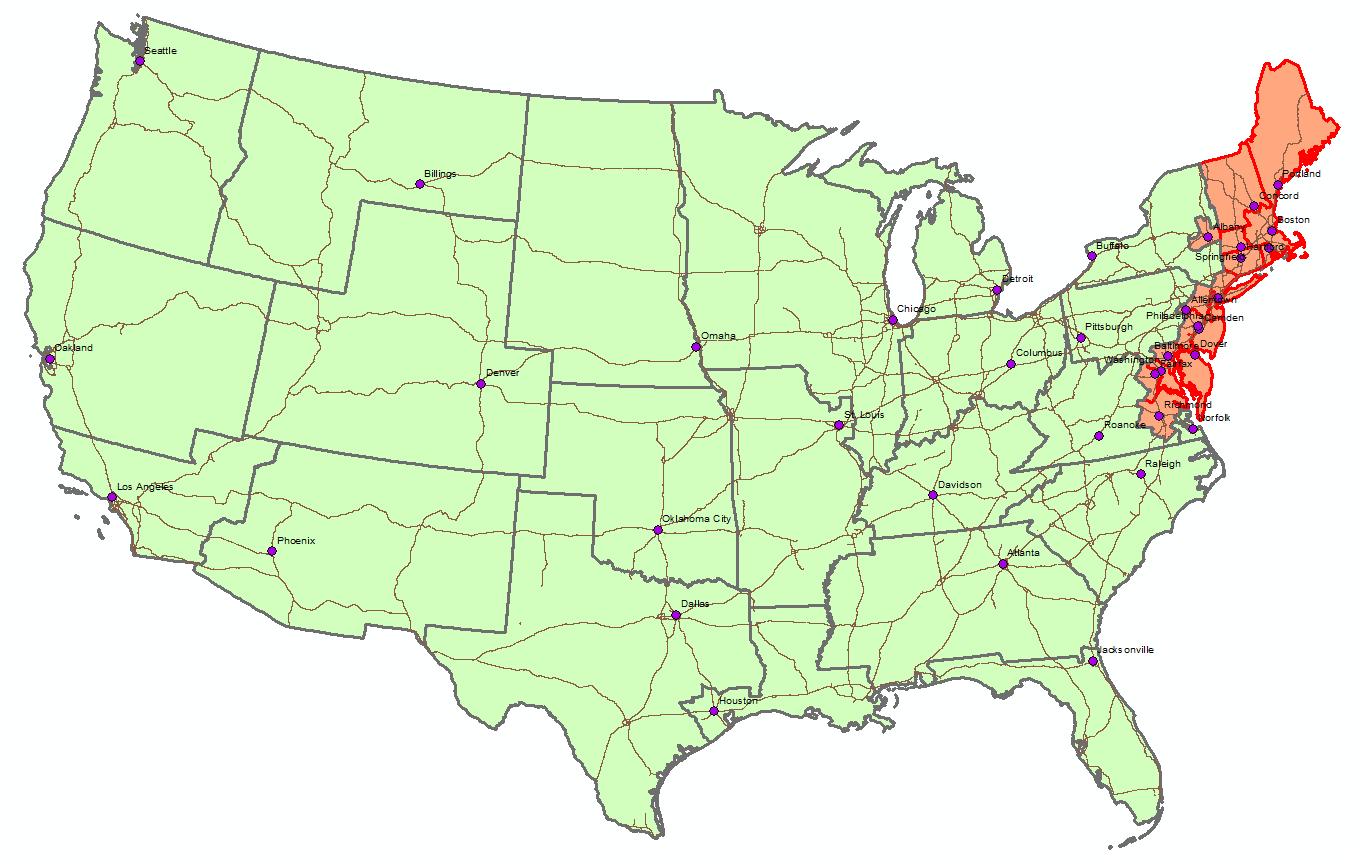 Seattle
Billings
Portland
Concord
Boston
Albany
Hartford
Springfield
Buffalo
Detroit
Allentown
Chicago
Philadelphia
Camden
Pittsburgh
Omaha
Oakland
Baltimore
Dover
Columbus
Washington
Fairfax
Denver
Richmond
St. Louis
Norfolk
Roanoke
Raleigh
Los Angeles
Davidson
Oklahoma City
Phoenix
Atlanta
Dallas
Jacksonville
Houston